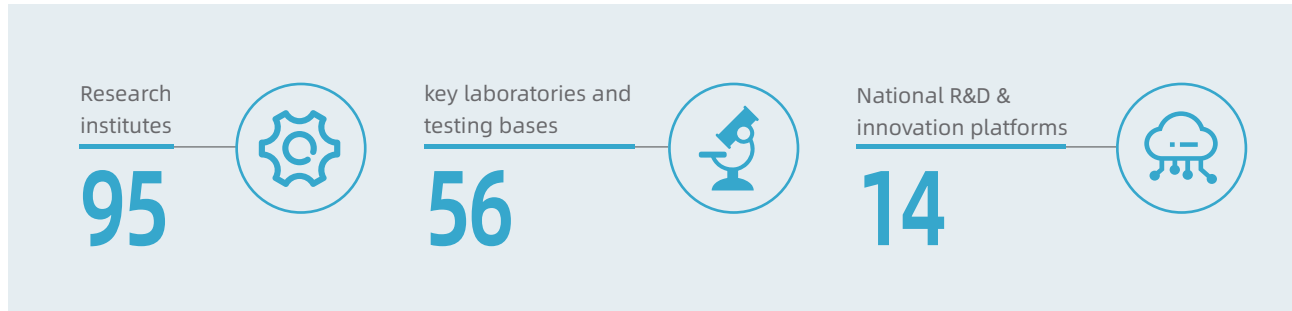 Research
institutes
95
key laboratories and
testing bases
56
National R&D &
innovation platforms
14